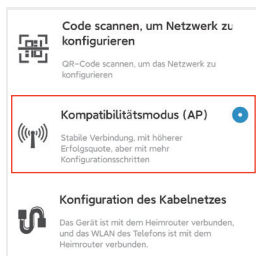 Code scannen, um Netzwerk zu
konfigurieren
QR-Code scannen, um das Netzwerk zu
konfigurieren
Kompatibilitätsmodus (AP)
Stabile Verbindung, mit höherer
Erfolgsquote, aber mit mehr
Konfigurationsschritten
Konfiguration des Kabelnetzes
Das Gerät ist mit dem Heimrouter verbunden,
und das WLAN des Telefons ist mit dem
Heimrouter verbunden.